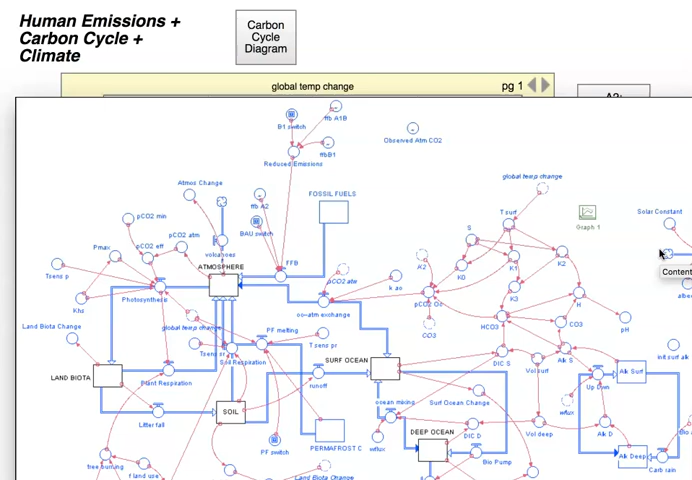 Human Emissions +
Carbon Cycle +
Climate
Carbon
Cycle
Diagram
global temp change
pg 1
ffb A1B
B1 switch
Observed Atm CO2
ffbB1
Reduced Emissions
global temp change
Atmos Change
ffb A2
FOSSIL FUELS
Graph 1
Solar Constant
pCO2 min
T surf
BAU switch
S
pCO2 eff
pCO2 atm
volcanoes
Pmax
K2
K1
K2
Tsens p
ATMOSPHERE
FFB
pCO2 atm
K0
Content
k ao
K3
H
Photosynthesis
pCO2 Oc
Khs
oc-atm exchange
HCO3
CO3
pH
Land Biota Change
global temp change
PF melting
T sens pr
CO3
Tsens sr
Soil Respiration
DIC S
Alk S
init surf alk
SURF OCEAN
Vol surf
LAND BIOTA
Plant Respiration
runoff
Up Dwn
Alk Surf
Surf Ocean Change
wflux
SOIL
ocean mixing
Litter fall
DIC D
Vol deep
Alk D
DEEP OCEAN
wflux
PF switch
PERMAFROST C
Bio Pump
Alk Deep
Carb rain
tree burning
f land use
Land Biota Change